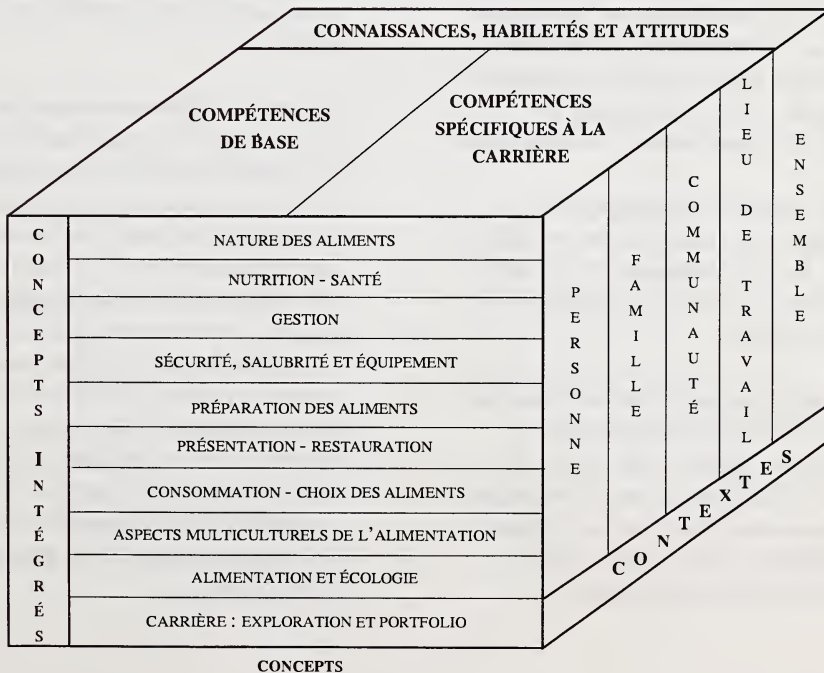 CONNAISSANCES, HABILETÉS ET ATTITUDES
COMPÉTENCES
DE BASE
COMPÉTENCES
SPÉCIFIQUES À LA
CARRIÈRE
CONCEPTS INTÉGRÉS
NATURE DES ALIMENTS
NUTRITION - SANTÉ
GESTION
SÉCURITÉ, SALUBRITÉ ET ÉQUIPEMENT
PRÉPARATION DES ALIMENTS
PRÉSENTATION - RESTAURATION
CONSOMMATION - CHOIX DES ALIMENTS
ASPECTS MULTICULTURELS DE L'ALIMENTATION
ALIMENTATION ET ÉCOLOGIE
CARRIÈRE : EXPLORATION ET PORTFOLIO
PERSONNE
FAMILLE
COMMUNAUTÉ
LIEU DE TRAVAIL
ENSEMBLE
CONTEXTES
CONCEPTS